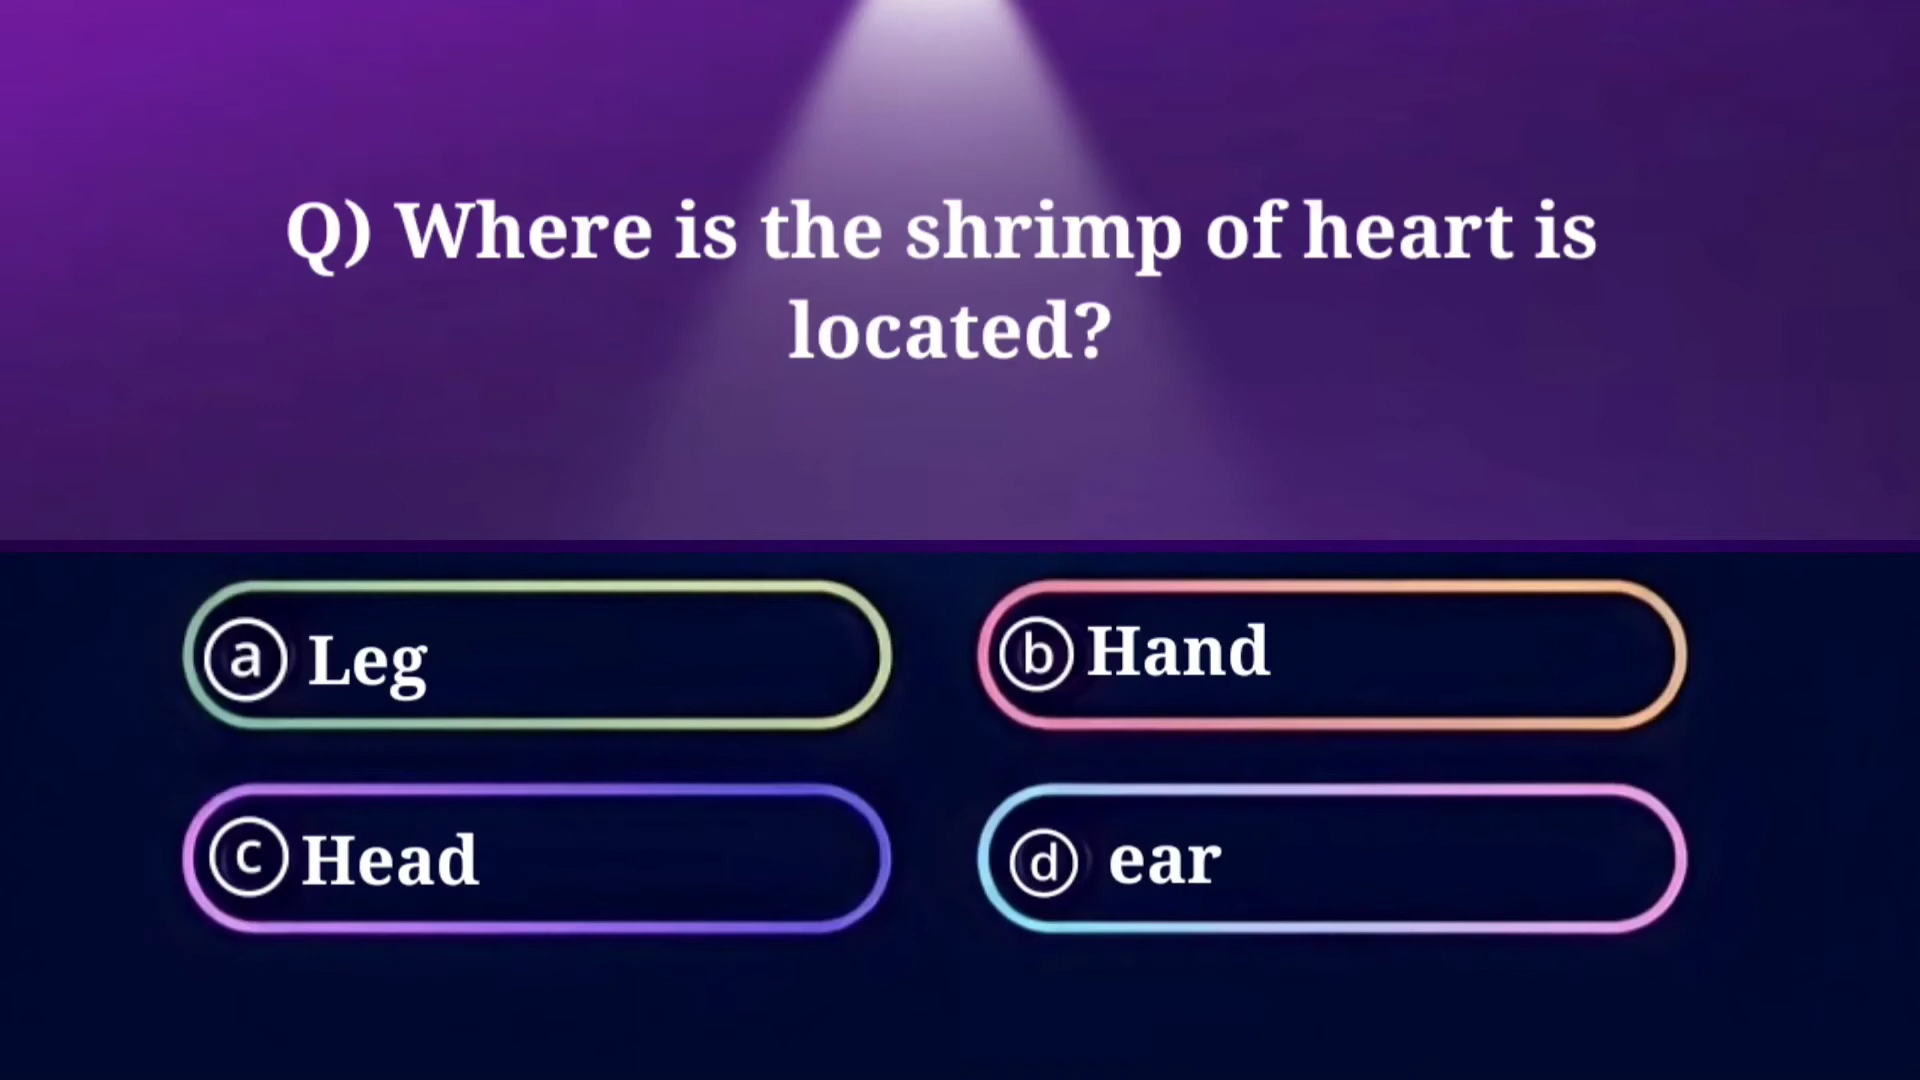 Q) Where is the shrimp of heart is
located?
ⓐ Leg
ⓑ Hand
ⓒ Head
ⓓ ear